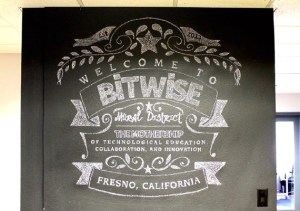 WELCOME TO
BITWISE
Mural District
THE MOTHERSHIP
OF TECHNOLOGICAL EDUCATION,
COLLABORATION, AND INNOVATION
FRESNO, CALIFORNIA